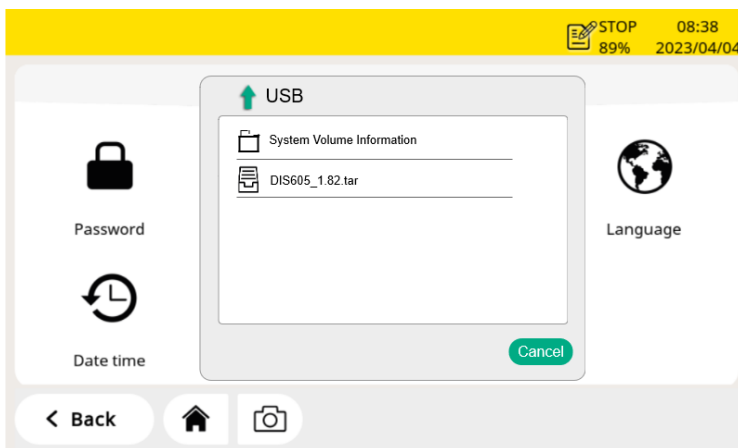 STOP 08:38
89% 2023/04/04
USB
System Volume Information
DIS605_1.82.tar
Password
Language
Date time
Cancel
Back